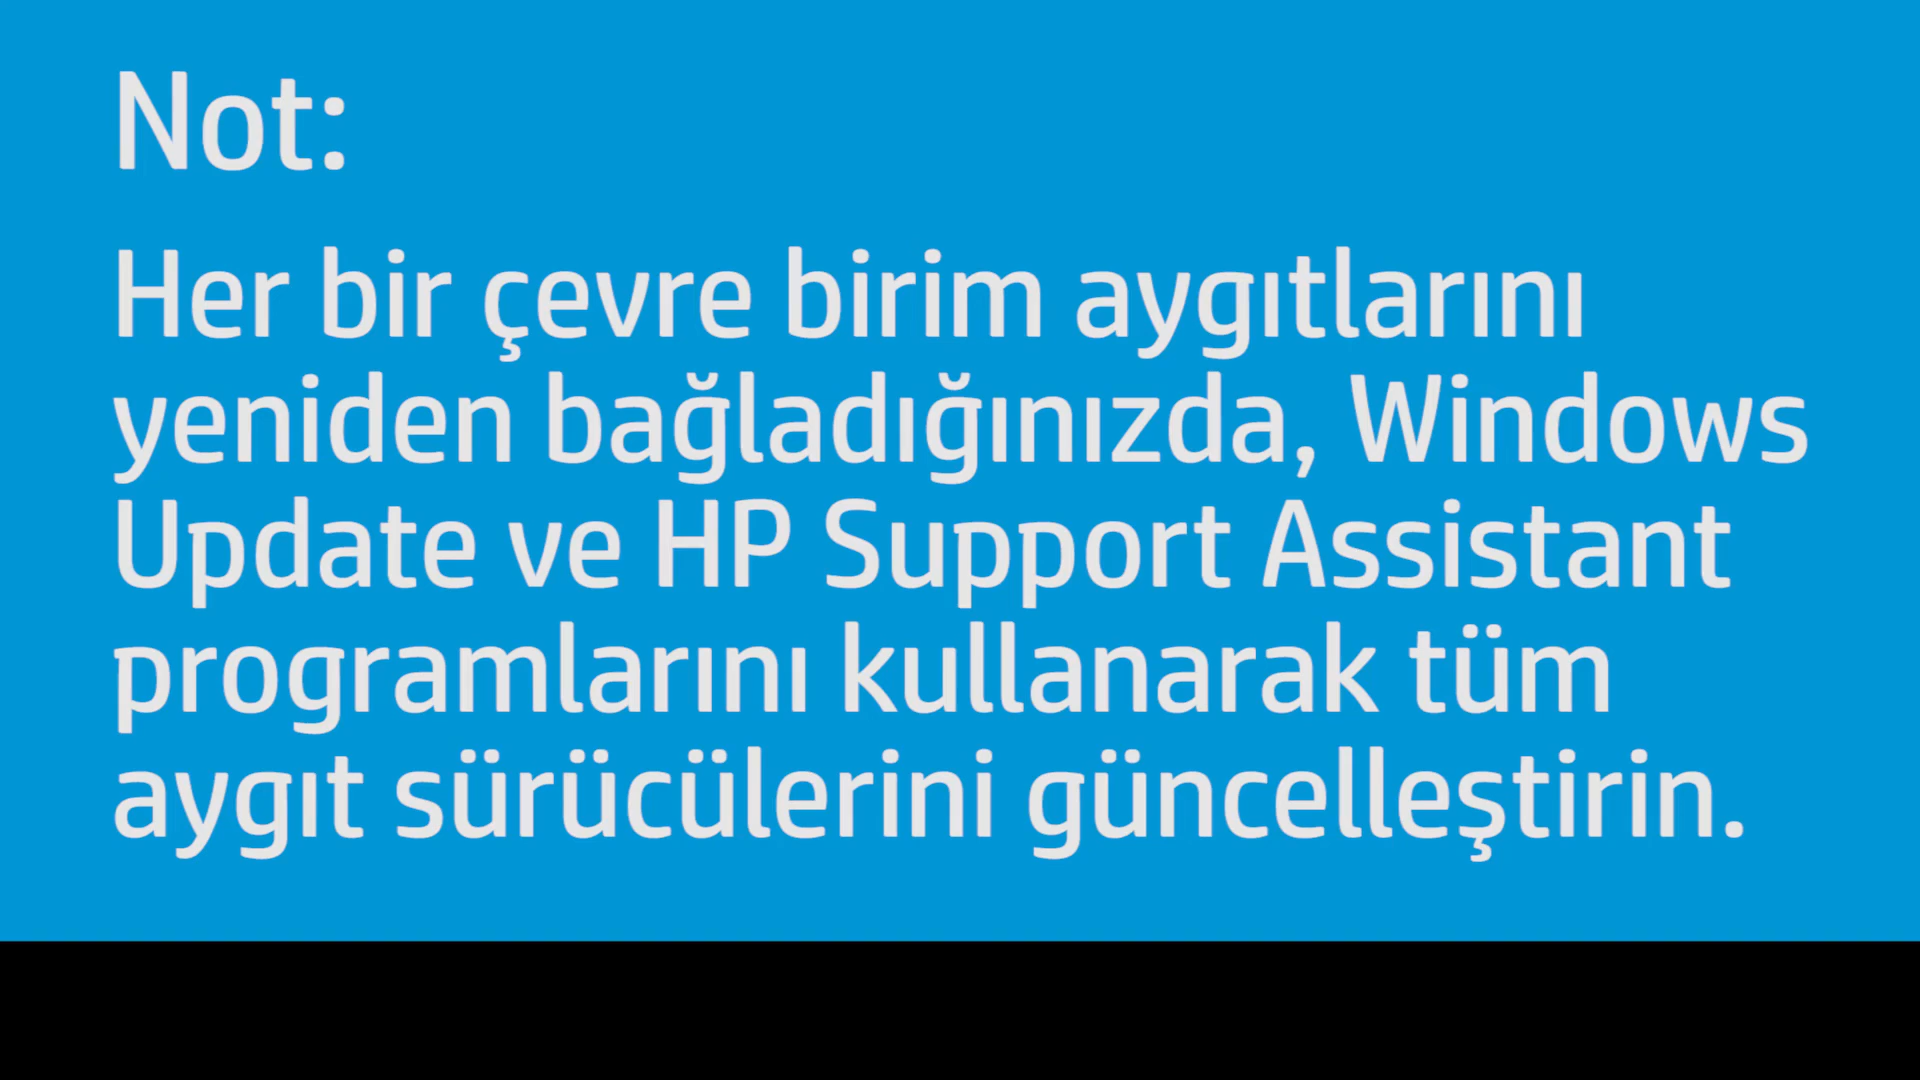 Not:
Her bir çevre birim aygıtlarını
yeniden bağladığınızda, Windows
Update ve HP Support Assistant
programlarını kullanarak tüm
aygıt sürücülerini güncelleştirin.